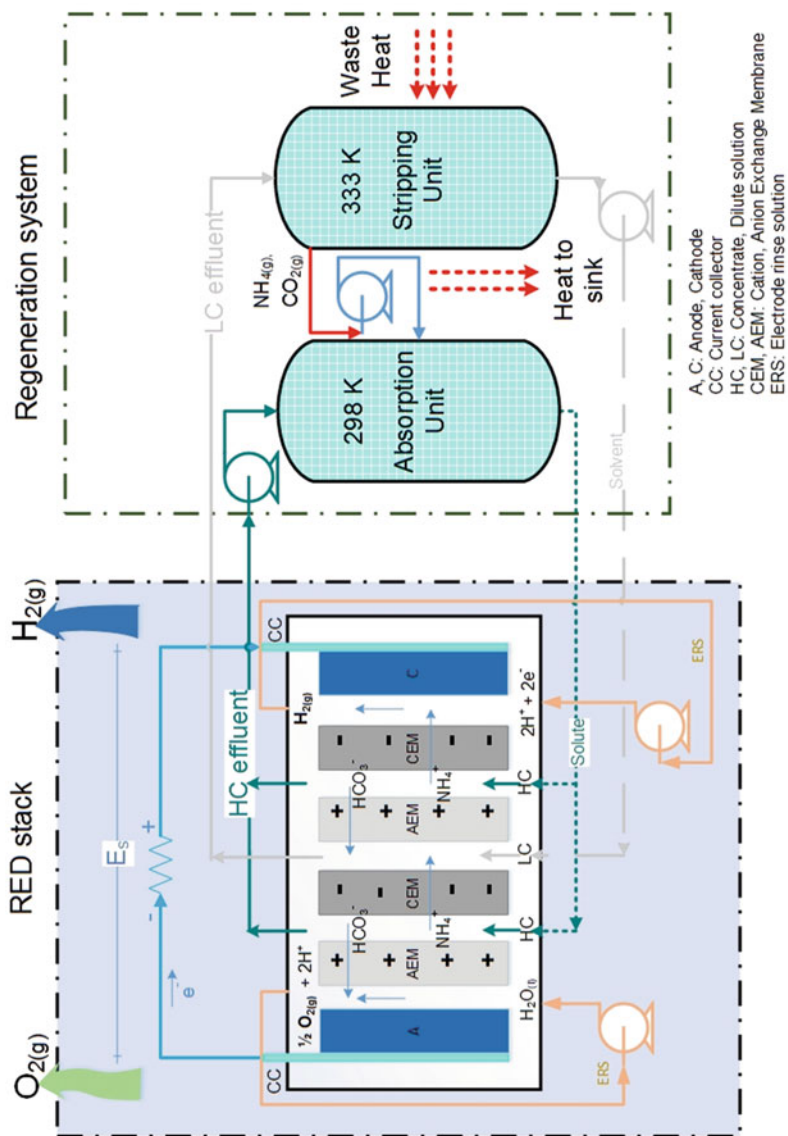 RED stack
Regeneration system
O2(g)
H2(g)
ES
-
+
e-
HC effluent
LC effluent
CC
CC
½ O2(g) + 2H+
H2(g)
A
AEM
+ + + +
HCO3-
NH4+
CEM
- - - -
AEM
+ + + +
HCO3-
NH4+
CEM
- - - -
C
H2O(l)
HC
LC
HC
2H+ + 2e-
ERS
ERS
Solute
Solvent
298 K
Absorption
Unit
NH4(g),
CO2(g)
333 K
Stripping
Unit
Waste
Heat
Heat to
sink
A, C: Anode, Cathode
CC: Current collector
HC, LC: Concentrate, Dilute solution
CEM, AEM: Cation, Anion Exchange Membrane
ERS: Electrode rinse solution